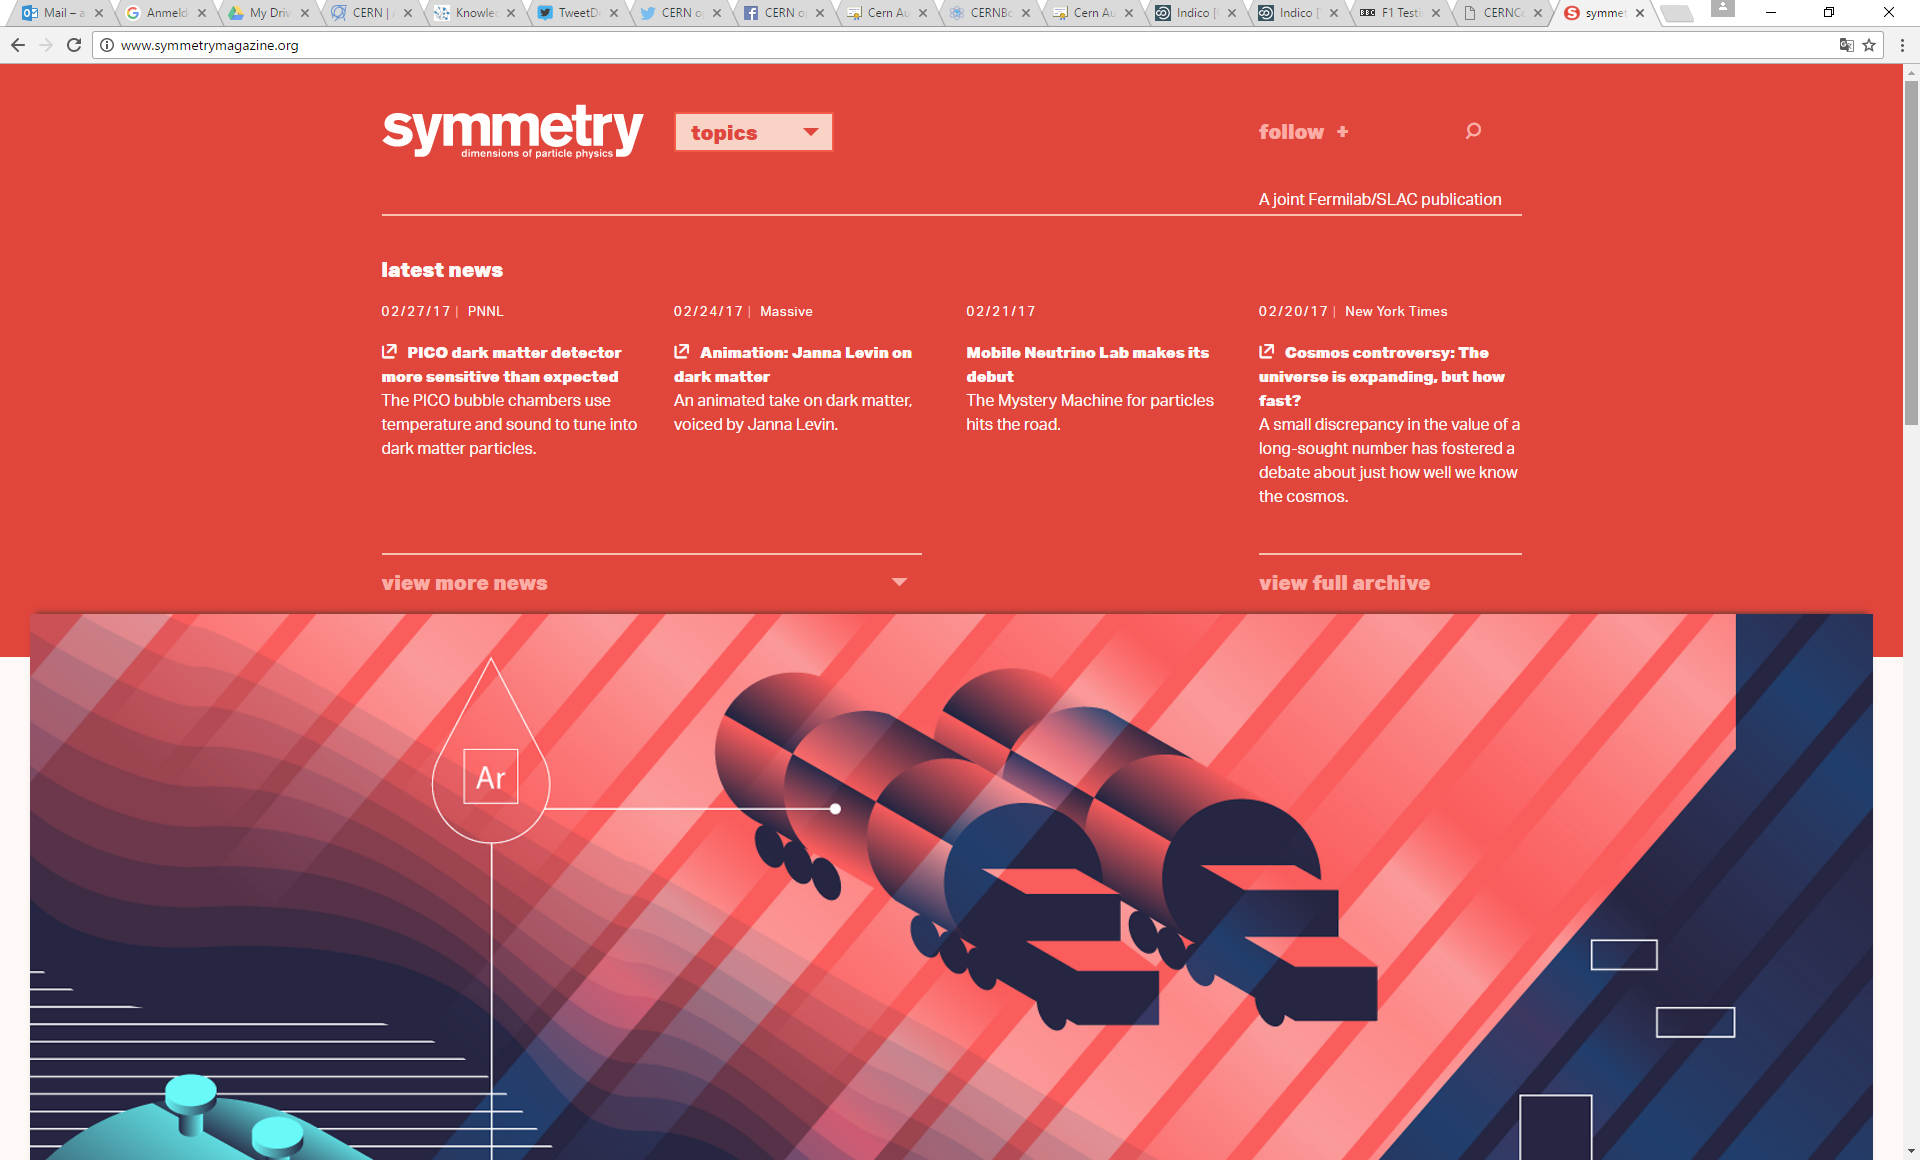 Mail – a
Anmeld
My Driv
CERN |
Knowle
TweetD
CERN o
CERN o
Cern Au
CERNBo
Cern Au
Indico [
Indico [
BBC F1 Testi
CERNC
symmet
www.symmetrymagazine.org
symmetry
dimensions of particle physics
topics
follow +
A joint Fermilab/SLAC publication
latest news
02/27/17 | PNNL
PICO dark matter detector
more sensitive than expected
The PICO bubble chambers use
temperature and sound to tune into
dark matter particles.
02/24/17 | Massive
Animation: Janna Levin on
dark matter
An animated take on dark matter,
voiced by Janna Levin.
02/21/17
Mobile Neutrino Lab makes its
debut
The Mystery Machine for particles
hits the road.
02/20/17 | New York Times
Cosmos controversy: The
universe is expanding, but how
fast?
A small discrepancy in the value of a
long-sought number has fostered a
debate about just how well we know
the cosmos.
view more news
view full archive
Ar